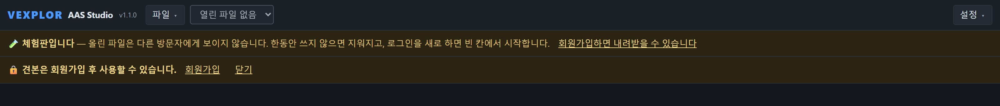 VEXPLOR AAS Studio v1.1.0 파일 ▾ 열린 파일 없음 설정 ▾
체험판입니다 — 올린 파일은 다른 방문자에게 보이지 않습니다. 한동안 쓰지 않으면 지워지고, 로그인을 새로 하면 빈 칸에서 시작합니다. 회원가입하면 내려받을 수 있습니다
견본은 회원가입 후 사용할 수 있습니다. 회원가입 닫기